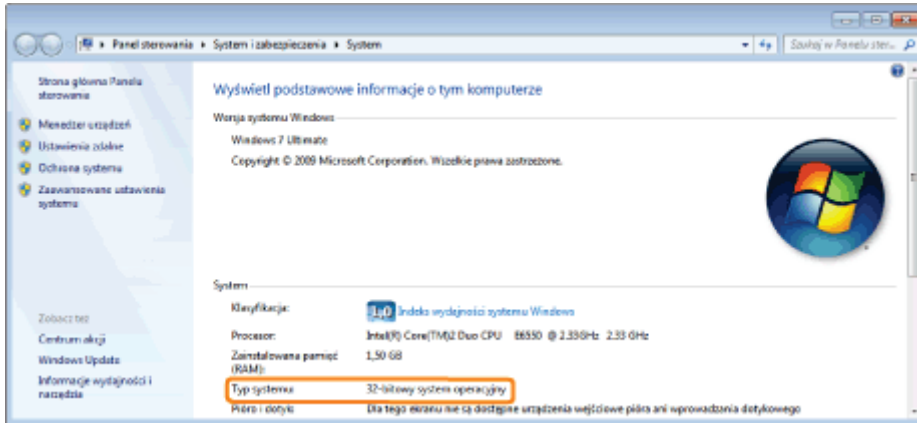 Panel sterowania ▸ System i zabezpieczenia ▸ System
Szukaj w Panelu ster...
Strona główna Panelu
sterowania
Menedżer urządzeń
Ustawienia zdalne
Ochrona systemu
Zaawansowane ustawienia
systemu
Zobacz też
Centrum akcji
Windows Update
Informacje wydajności i
narzędzia
Wyświetl podstawowe informacje o tym komputerze
Wersja systemu Windows
Windows 7 Ultimate
Copyright © 2009 Microsoft Corporation. Wszelkie prawa zastrzeżone.
System
Klasyfikacja: Indeks wydajności systemu Windows
Procesor: Intel(R) Core(TM)2 Duo CPU E6550 @ 2.33GHz 2.33 GHz
Zainstalowana pamięć
(RAM): 1,50 GB
Typ systemu: 32-bitowy system operacyjny
Pióro i dotyk: Dla tego ekranu nie są dostępne urządzenia wejściowe pióra ani wprowadzania dotykowego